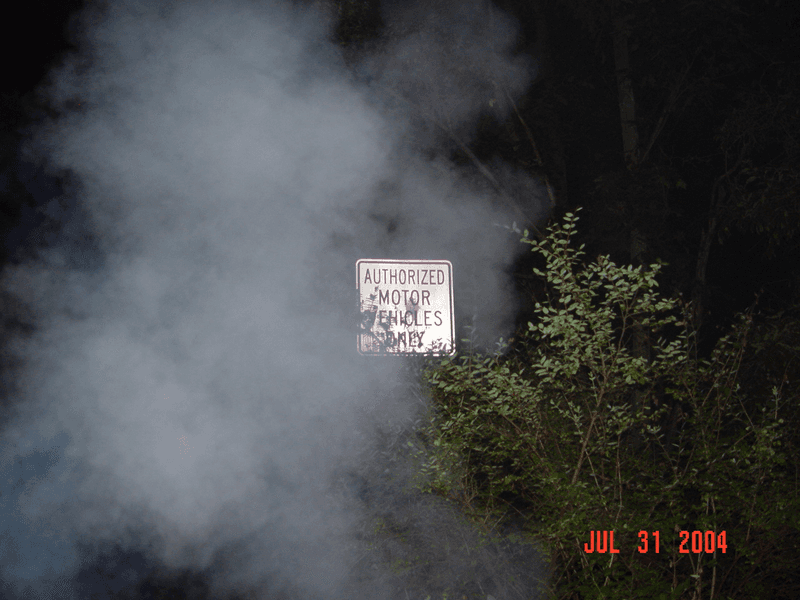 AUTHORIZED
MOTOR
VEHICLES
ONLY
JUL 31 2004